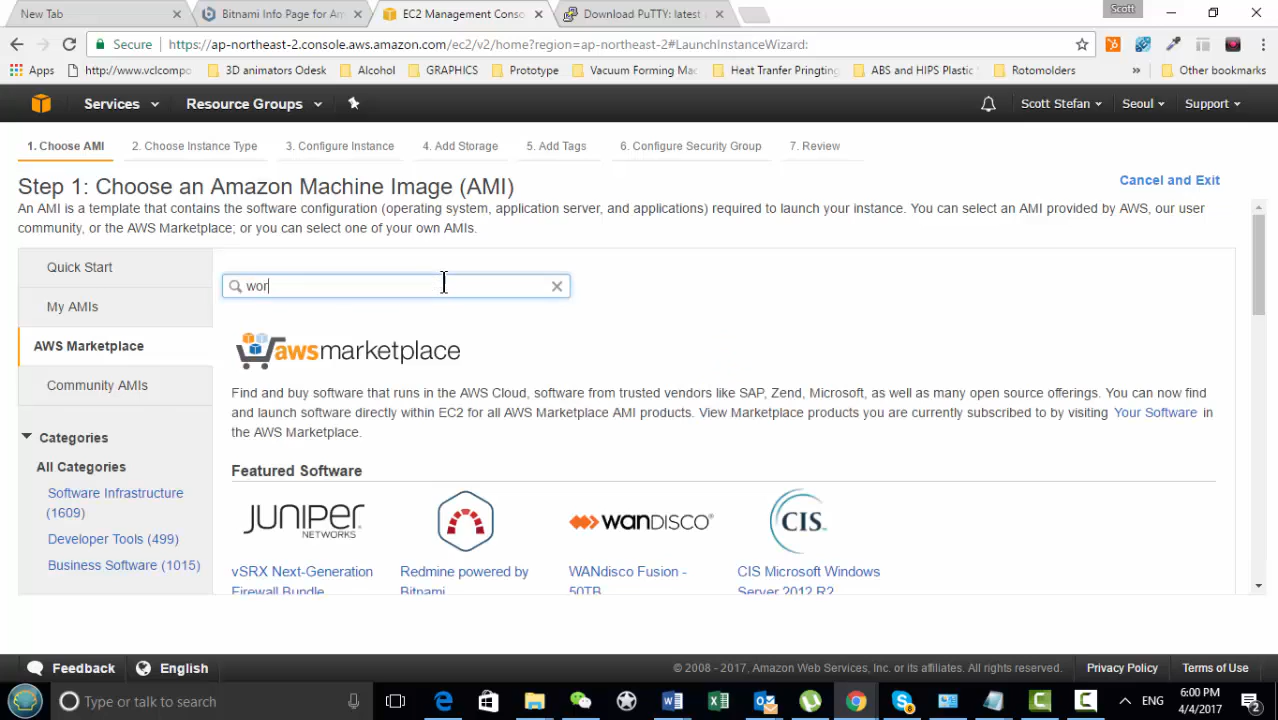 New Tab
Bitnami Info Page for Am
EC2 Management Conso
Download PuTTY: latest
Scott
Secure
https://ap-northeast-2.console.aws.amazon.com/ec2/v2/home?region=ap-northeast-2#LaunchInstanceWizard:
Apps
http://www.vclcompo
3D animators Odesk
Alcohol
GRAPHICS
Prototype
Vacuum Forming Mac
Heat Tranfer Pringting
ABS and HIPS Plastic
Rotomolders
»
Other bookmarks
Services
Resource Groups
Scott Stefan
Seoul
Support
1. Choose AMI
2. Choose Instance Type
3. Configure Instance
4. Add Storage
5. Add Tags
6. Configure Security Group
7. Review
Step 1: Choose an Amazon Machine Image (AMI)
Cancel and Exit
An AMI is a template that contains the software configuration (operating system, application server, and applications) required to launch your instance. You can select an AMI provided by AWS, our user
community, or the AWS Marketplace; or you can select one of your own AMIs.
Quick Start
My AMIs
AWS Marketplace
Community AMIs
Categories
All Categories
Software Infrastructure
(1609)
Developer Tools (499)
Business Software (1015)
wor
awsmarketplace
Find and buy software that runs in the AWS Cloud, software from trusted vendors like SAP, Zend, Microsoft, as well as many open source offerings. You can now find
and launch software directly within EC2 for all AWS Marketplace AMI products. View Marketplace products you are currently subscribed to by visiting Your Software in
the AWS Marketplace.
Featured Software
JUNIPER
NETWORKS
WANDISCO
CIS
vSRX Next-Generation
Firewall Bundle
Redmine powered by
Bitnami
WANdisco Fusion -
50TB
CIS Microsoft Windows
Server 2012 R2
Feedback
English
© 2008 - 2017, Amazon Web Services, Inc. or its affiliates. All rights reserved.
Privacy Policy
Terms of Use
Type or talk to search
ENG
6:00 PM
4/4/2017
2